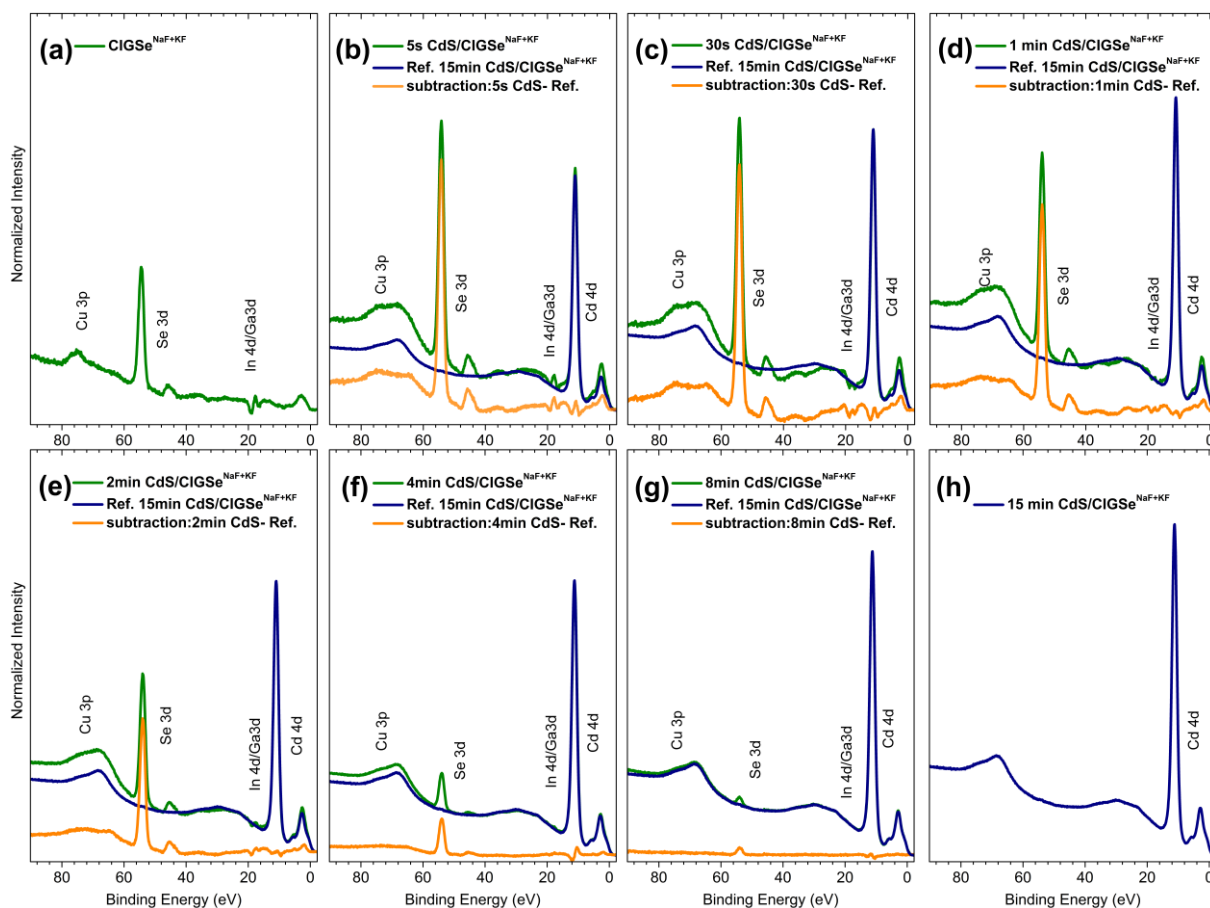 (a)
CIGSe^NaF+KF
Cu 3p
Se 3d
In 4d/Ga3d
80 60 40 20 0
Normalized Intensity
(b)
5s CdS/CIGSe^NaF+KF
Ref. 15min CdS/CIGSe^NaF+KF
subtraction:5s CdS- Ref.
Cu 3p
Se 3d
In 4d/Ga3d
Cd 4d
80 60 40 20 0
(c)
30s CdS/CIGSe^NaF+KF
Ref. 15min CdS/CIGSe^NaF+KF
subtraction:30s CdS- Ref.
Cu 3p
Se 3d
In 4d/Ga3d
Cd 4d
80 60 40 20 0
(d)
1 min CdS/CIGSe^NaF+KF
Ref. 15min CdS/CIGSe^NaF+KF
subtraction:1min CdS- Ref.
Cu 3p
Se 3d
In 4d/Ga3d
Cd 4d
80 60 40 20 0
(e)
2min CdS/CIGSe^NaF+KF
Ref. 15min CdS/CIGSe^NaF+KF
subtraction:2min CdS- Ref.
Cu 3p
Se 3d
In 4d/Ga3d
Cd 4d
80 60 40 20 0
Binding Energy (eV)
Normalized Intensity
(f)
4min CdS/CIGSe^NaF+KF
Ref. 15min CdS/CIGSe^NaF+KF
subtraction:4min CdS- Ref.
Cu 3p
Se 3d
In 4d/Ga3d
Cd 4d
80 60 40 20 0
Binding Energy (eV)
(g)
8min CdS/CIGSe^NaF+KF
Ref. 15min CdS/CIGSe^NaF+KF
subtraction:8min CdS- Ref.
Cu 3p
Se 3d
In 4d/Ga3d
Cd 4d
80 60 40 20 0
Binding Energy (eV)
(h)
15 min CdS/CIGSe^NaF+KF
Cd 4d
80 60 40 20 0
Binding Energy (eV)